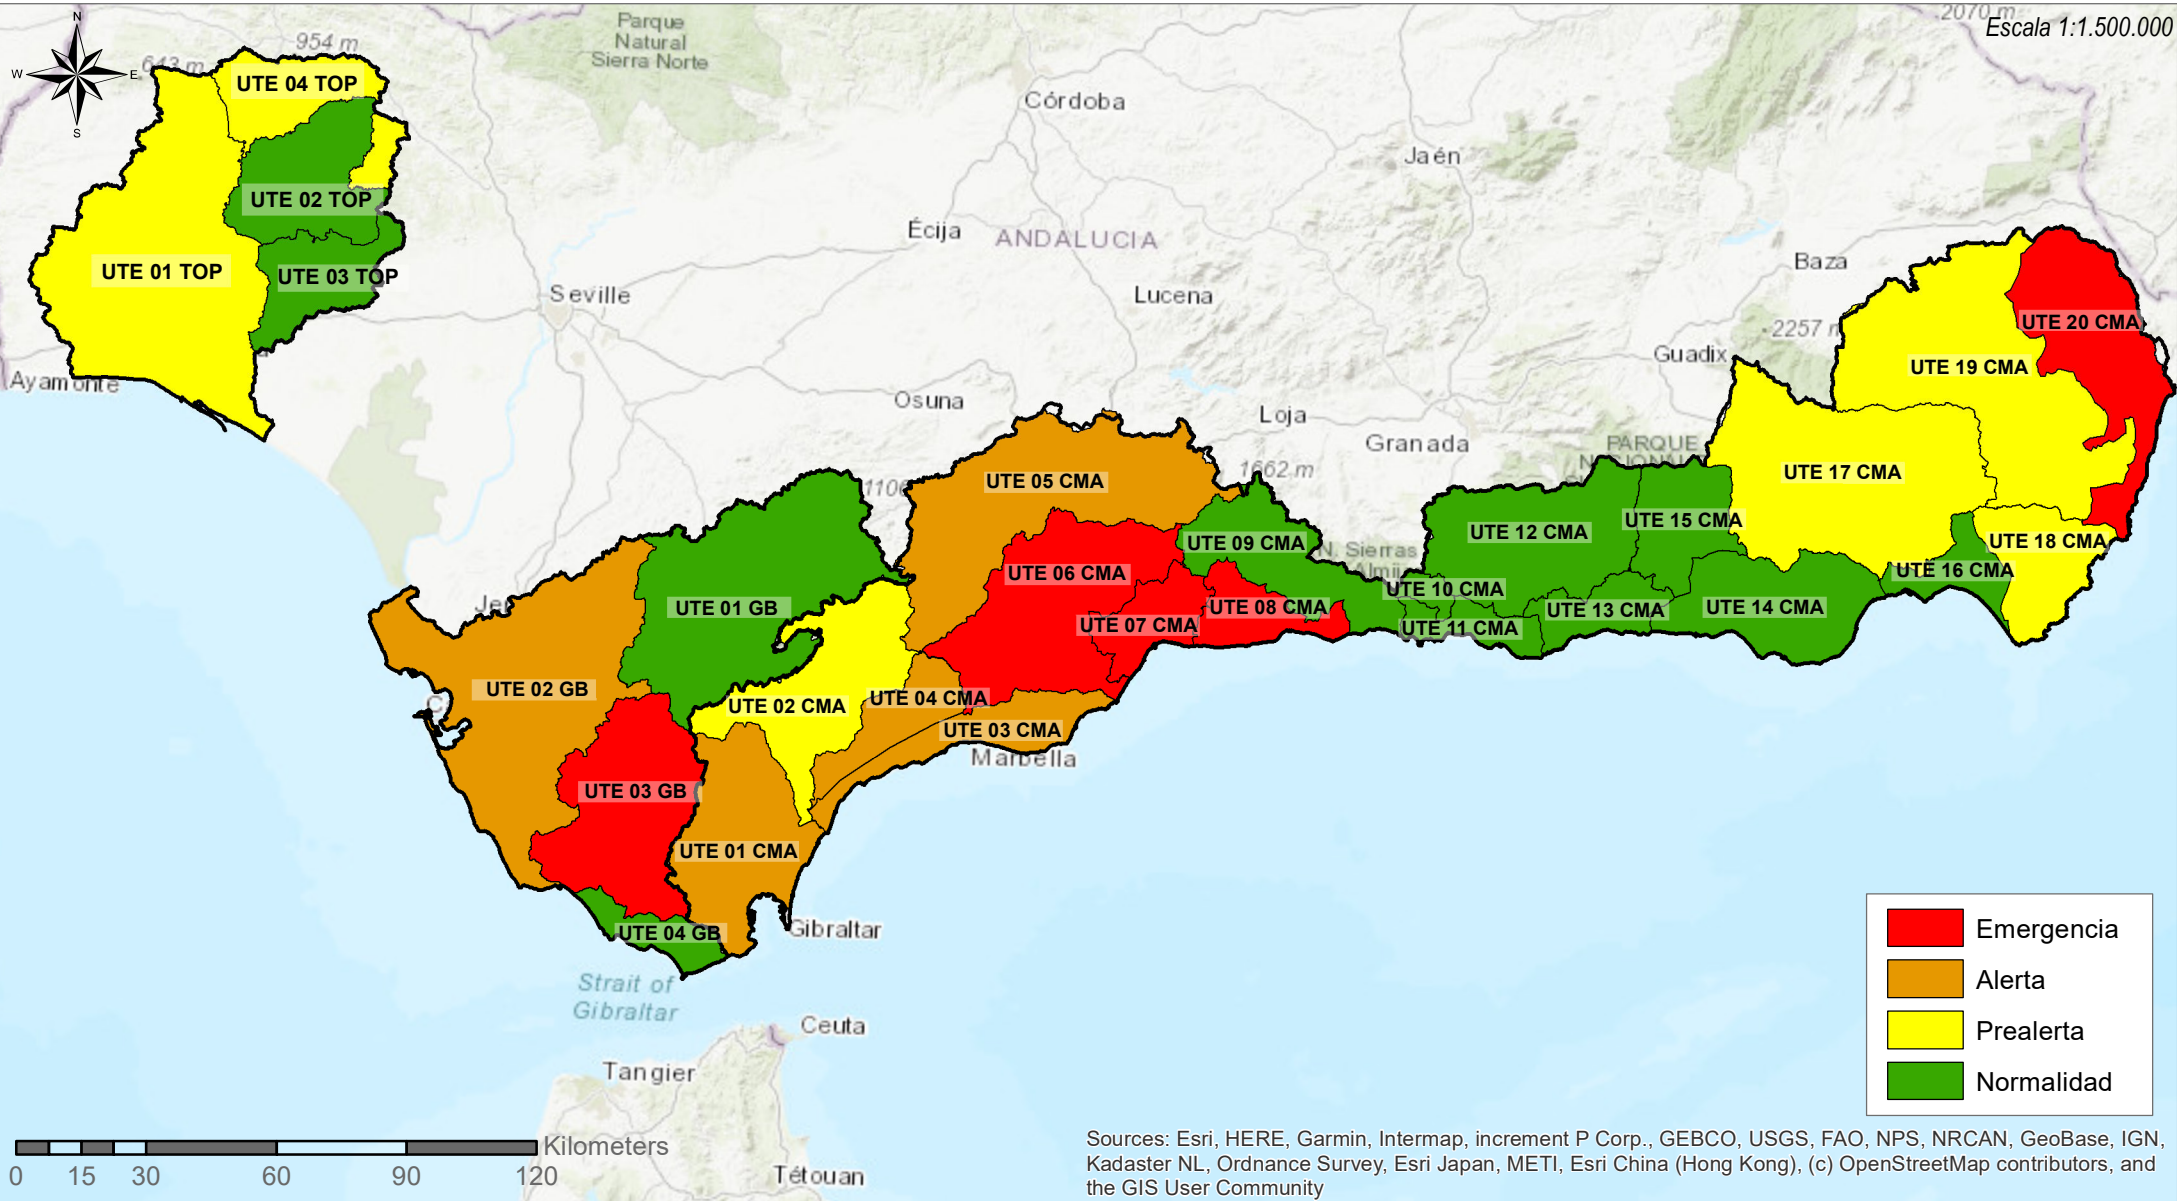 2070 m
Escala 1:1.500.000
N
W
E
S
643 m
954 m
Parque
Natural
Sierra Norte
Córdoba
Jaén
Écija
ANDALUCIA
Seville
Lucena
Baza
2257 m
Guadix
Ayamonte
Osuna
Loja
Granada
1662 m
PARQUE
N. Sierras
Marbella
Gibraltar
Strait of
Gibraltar
Ceuta
Tangier
Tétouan
UTE 04 TOP
UTE 02 TOP
UTE 01 TOP
UTE 03 TOP
UTE 20 CMA
UTE 19 CMA
UTE 17 CMA
UTE 05 CMA
UTE 12 CMA
UTE 15 CMA
UTE 09 CMA
UTE 18 CMA
UTE 06 CMA
UTE 16 CMA
UTE 10 CMA
UTE 01 GB
UTE 08 CMA
UTE 13 CMA
UTE 14 CMA
UTE 07 CMA
UTE 11 CMA
UTE 02 GB
UTE 04 CMA
UTE 02 CMA
UTE 03 CMA
UTE 03 GB
UTE 01 CMA
UTE 04 GB
Emergencia
Alerta
Prealerta
Normalidad
Kilometers
0 15 30 60 90 120
Sources: Esri, HERE, Garmin, Intermap, increment P Corp., GEBCO, USGS, FAO, NPS, NRCAN, GeoBase, IGN,
Kadaster NL, Ordnance Survey, Esri Japan, METI, Esri China (Hong Kong), (c) OpenStreetMap contributors, and
the GIS User Community